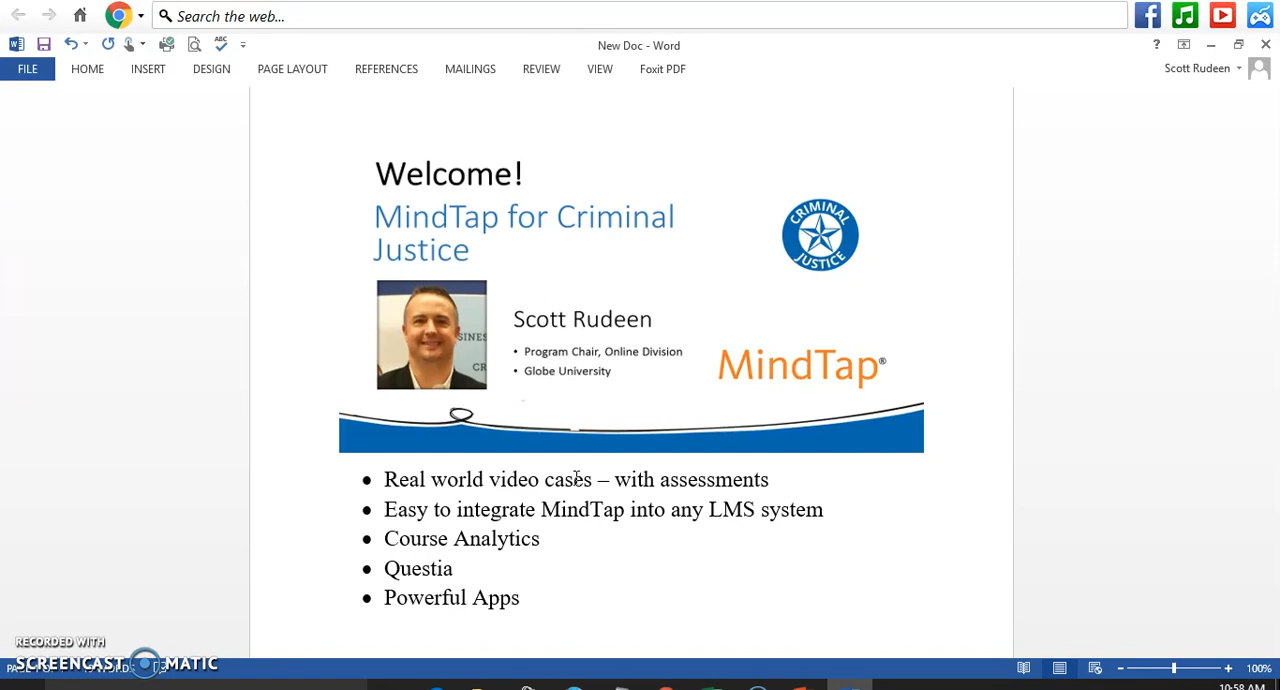 Search the web...
ABC
New Doc - Word
?
FILE HOME INSERT DESIGN PAGE LAYOUT REFERENCES MAILINGS REVIEW VIEW Foxit PDF
Scott Rudeen
Welcome!
MindTap for Criminal
Justice
CRIMINAL
JUSTICE
SINES
CR
Scott Rudeen
• Program Chair, Online Division
• Globe University
MindTap®
• Real world video cases – with assessments
• Easy to integrate MindTap into any LMS system
• Course Analytics
• Questia
• Powerful Apps
RECORDED WITH
SCREENCAST MATIC
100%
10:58 AM